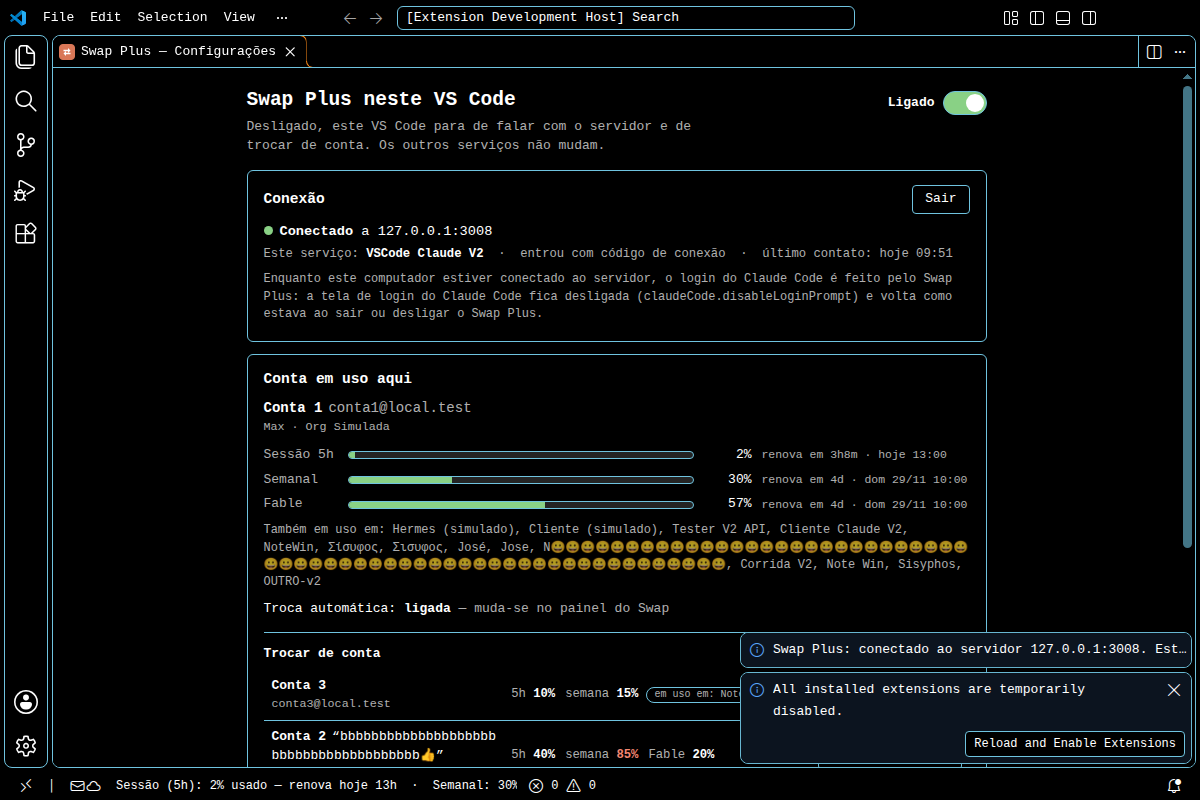 File Edit Selection View ···
[Extension Development Host] Search
Swap Plus — Configurações
Swap Plus neste VS Code
Ligado
Desligado, este VS Code para de falar com o servidor e de
trocar de conta. Os outros serviços não mudam.
Conexão
Sair
Conectado a 127.0.0.1:3008
Este serviço: VSCode Claude V2 · entrou com código de conexão · último contato: hoje 09:51
Enquanto este computador estiver conectado ao servidor, o login do Claude Code é feito pelo Swap
Plus: a tela de login do Claude Code fica desligada (claudeCode.disableLoginPrompt) e volta como
estava ao sair ou desligar o Swap Plus.
Conta em uso aqui
Conta 1 conta1@local.test
Max · Org Simulada
Sessão 5h 2% renova em 3h8m · hoje 13:00
Semanal 30% renova em 4d · dom 29/11 10:00
Fable 57% renova em 4d · dom 29/11 10:00
Também em uso em: Hermes (simulado), Cliente (simulado), Tester V2 API, Cliente Claude V2,
NoteWin, Σίσυφος, Σισυφος, José, Jose, N😀😀😀😀😀😀😀😀😀😀😀😀😀😀😀😀😀😀😀😀😀😀😀😀😀😀😀😀
😀😀😀😀😀😀😀😀😀😀😀😀😀😀😀😀😀😀😀😀😀😀😀😀😀😀😀😀😀😀😀, Corrida V2, Note Win, Sisyphos,
OUTRO-v2
Troca automática: ligada — muda-se no painel do Swap
Trocar de conta
Swap Plus: conectado ao servidor 127.0.0.1:3008. Est…
Conta 3
conta3@local.test
5h 10% semana 15% em uso em: Note
All installed extensions are temporarily
disabled.
Reload and Enable Extensions
Conta 2 “bbbbbbbbbbbbbbbbbbbb
bbbbbbbbbbbbbbbbbbb👍”
5h 40% semana 85% Fable 20%
Sessão (5h): 2% usado — renova hoje 13h · Semanal: 30% 0 0